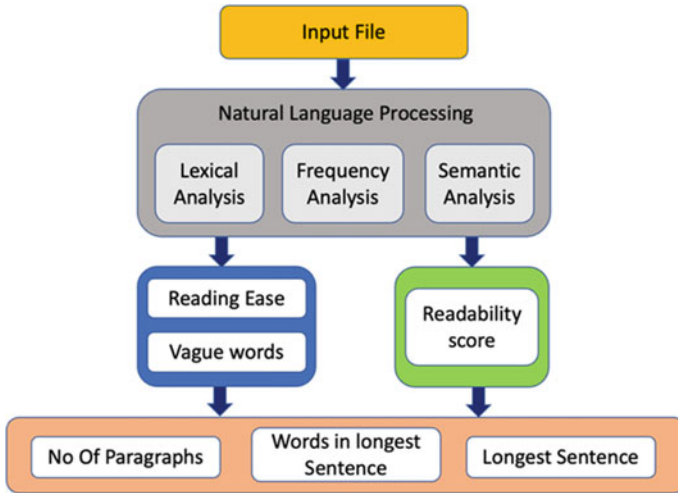 Input File
Natural Language Processing
Lexical
Analysis
Frequency
Analysis
Semantic
Analysis
Reading Ease
Vague words
Readability
score
No Of Paragraphs
Words in longest
Sentence
Longest Sentence